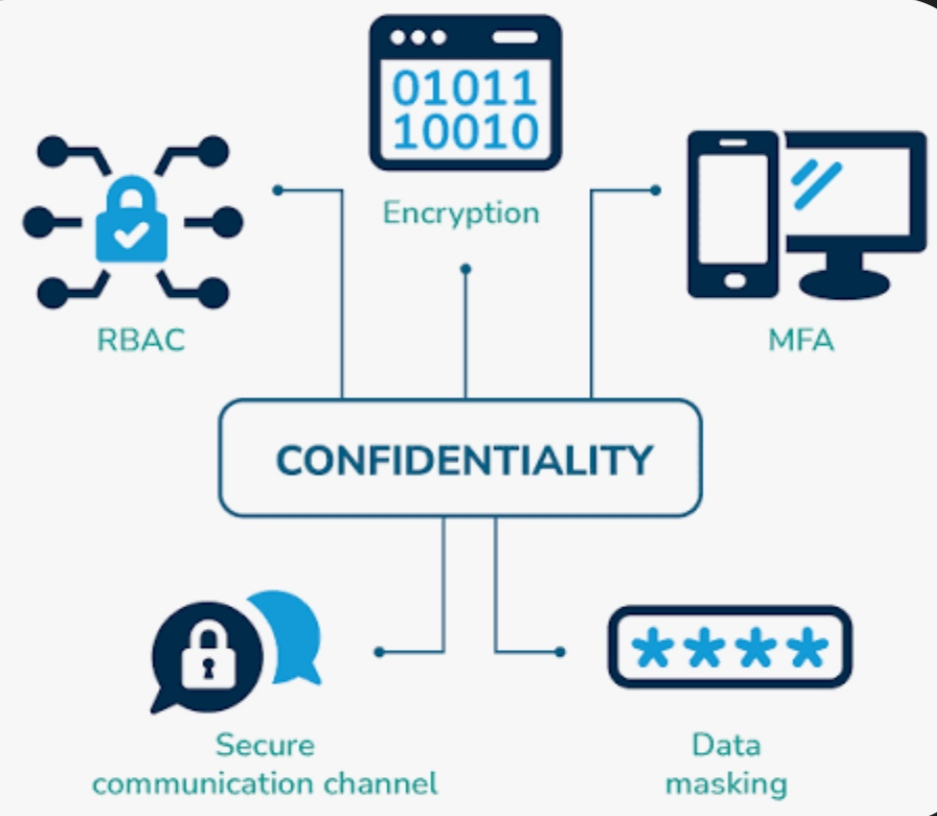 01011
10010
Encryption
RBAC
MFA
CONFIDENTIALITY
****
Secure
communication channel
Data
masking